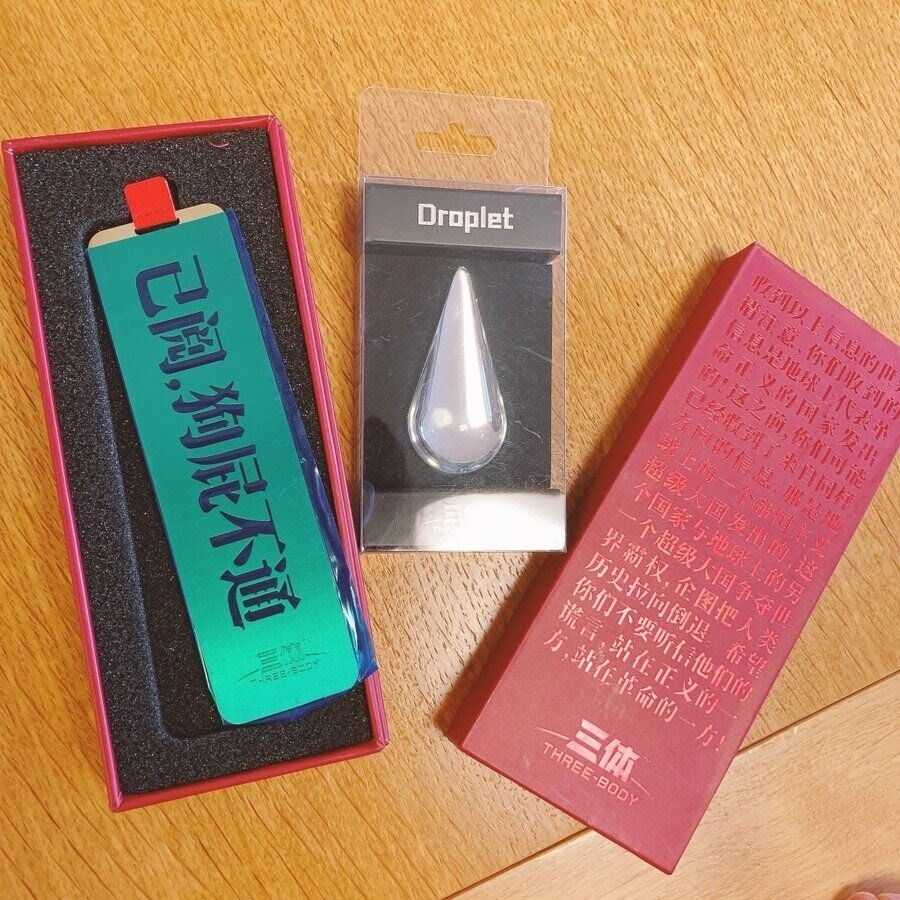 已阅,狗屁不通
三体
THREE-BODY
Droplet
三体
收到以上信息的世界
请注意,你们收到的
信息是地球上代表革
命正义的国家发出
的!这之前,你们可能
已经收到了来自同样
方向的信息,那是地
球上的一个帝国主义
超级大国发出的,这
个国家与地球上的另
一个超级大国争夺世
界霸权,企图把人类
历史拉向倒退。希望
你们不要听信他们的
谎言,站在正义的一
方,站在革命的一方!
三体™
THREE-BODY